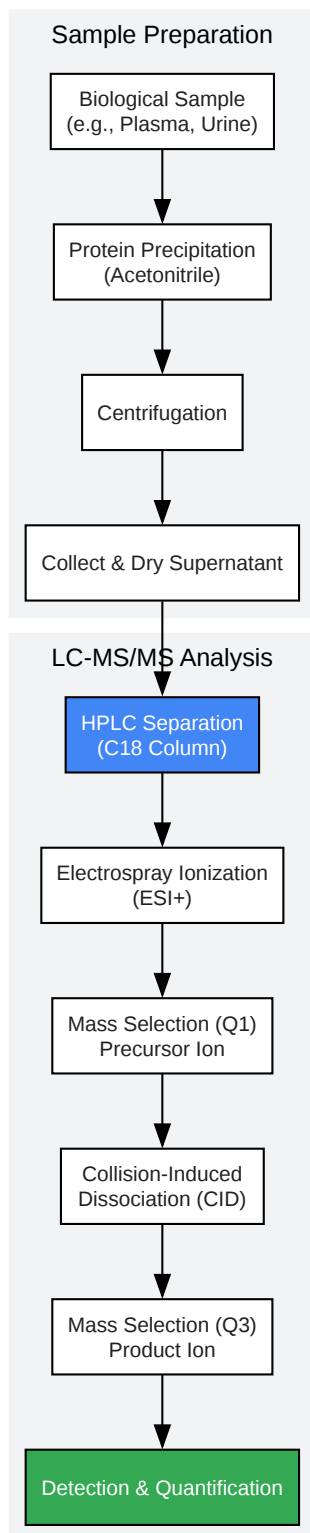 Sample Preparation
Biological Sample
(e.g., Plasma, Urine)
Protein Precipitation
(Acetonitrile)
Centrifugation
Collect & Dry Supernatant
LC-MS/MS Analysis
HPLC Separation
(C18 Column)
Electrospray Ionization
(ESI+)
Mass Selection (Q1)
Precursor Ion
Collision-Induced
Dissociation (CID)
Mass Selection (Q3)
Product Ion
Detection & Quantification